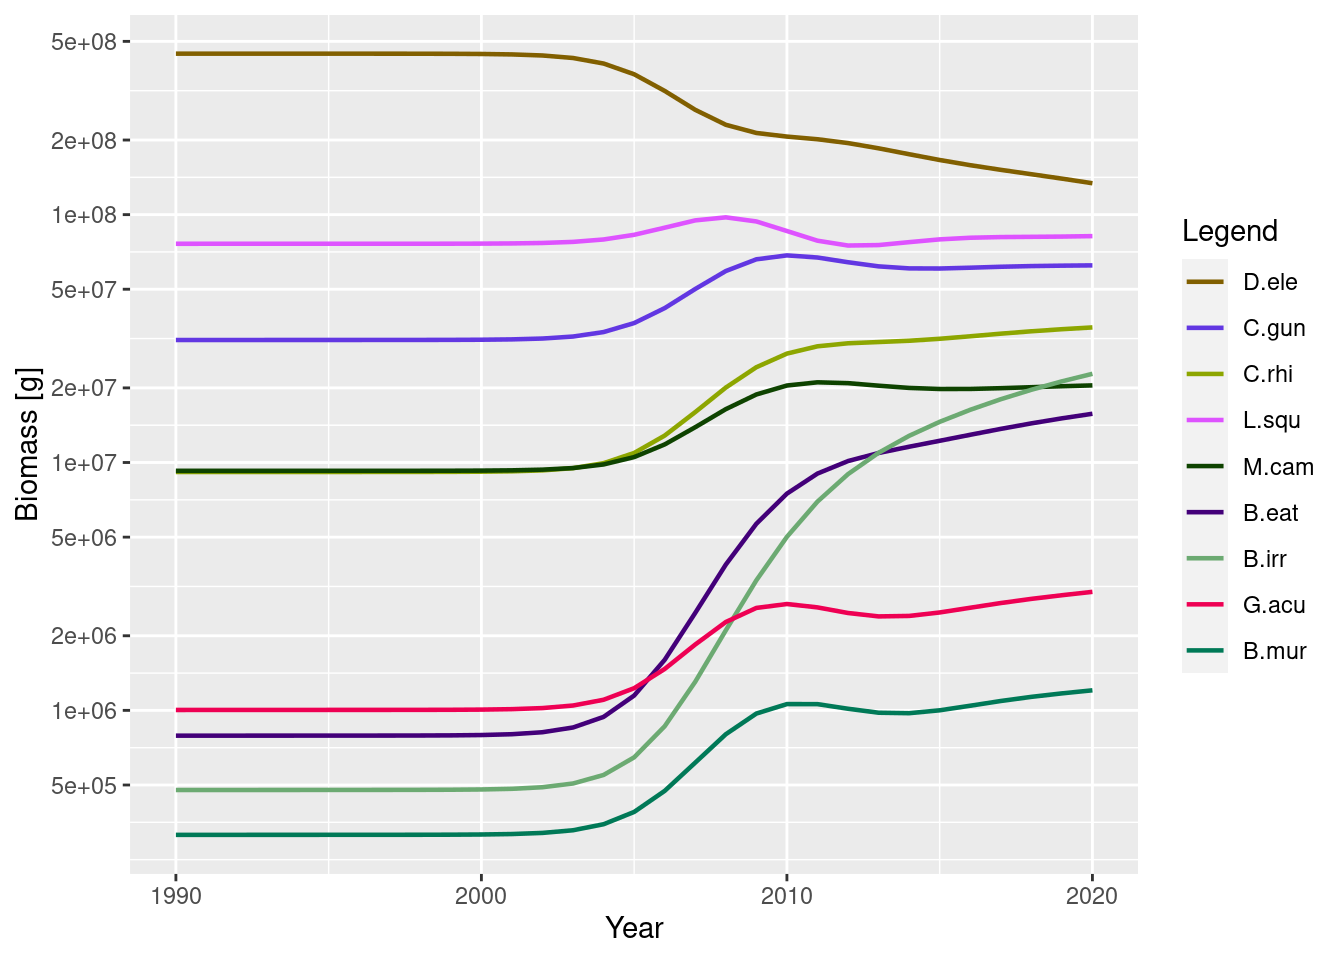 5e+08
2e+08
1e+08
5e+07
2e+07
1e+07
5e+06
2e+06
1e+06
5e+05
Biomass [g]
1990
2000
2010
2020
Year
Legend
D.ele
C.gun
C.rhi
L.squ
M.cam
B.eat
B.irr
G.acu
B.mur